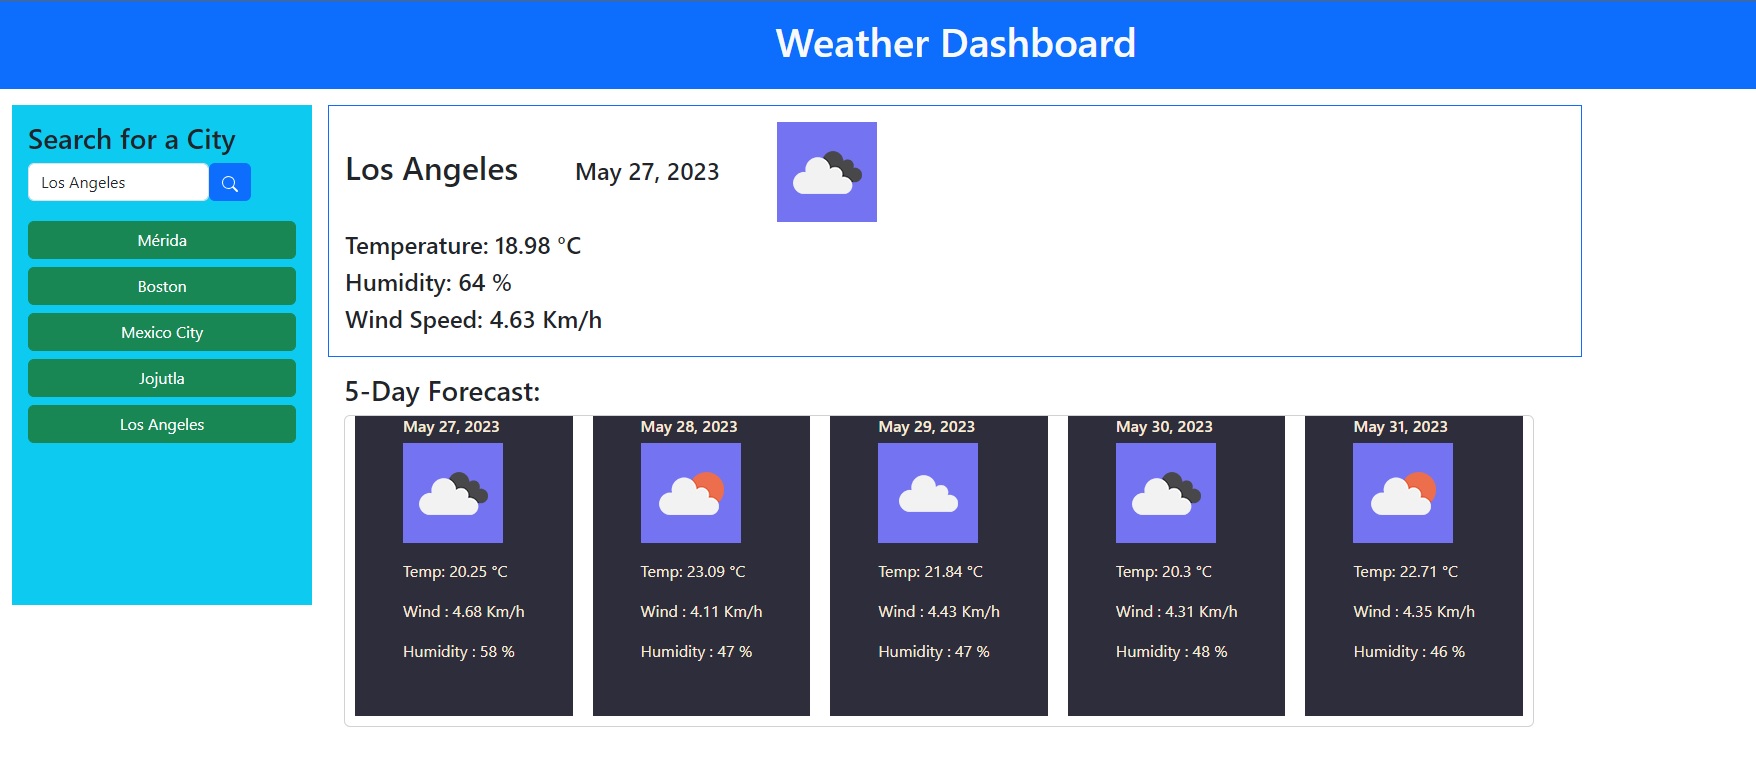 Weather Dashboard
Search for a City
Los Angeles
Mérida
Boston
Mexico City
Jojutla
Los Angeles
Los Angeles May 27, 2023
Temperature: 18.98 °C
Humidity: 64 %
Wind Speed: 4.63 Km/h
5-Day Forecast:
May 27, 2023
Temp: 20.25 °C
Wind : 4.68 Km/h
Humidity : 58 %
May 28, 2023
Temp: 23.09 °C
Wind : 4.11 Km/h
Humidity : 47 %
May 29, 2023
Temp: 21.84 °C
Wind : 4.43 Km/h
Humidity : 47 %
May 30, 2023
Temp: 20.3 °C
Wind : 4.31 Km/h
Humidity : 48 %
May 31, 2023
Temp: 22.71 °C
Wind : 4.35 Km/h
Humidity : 46 %